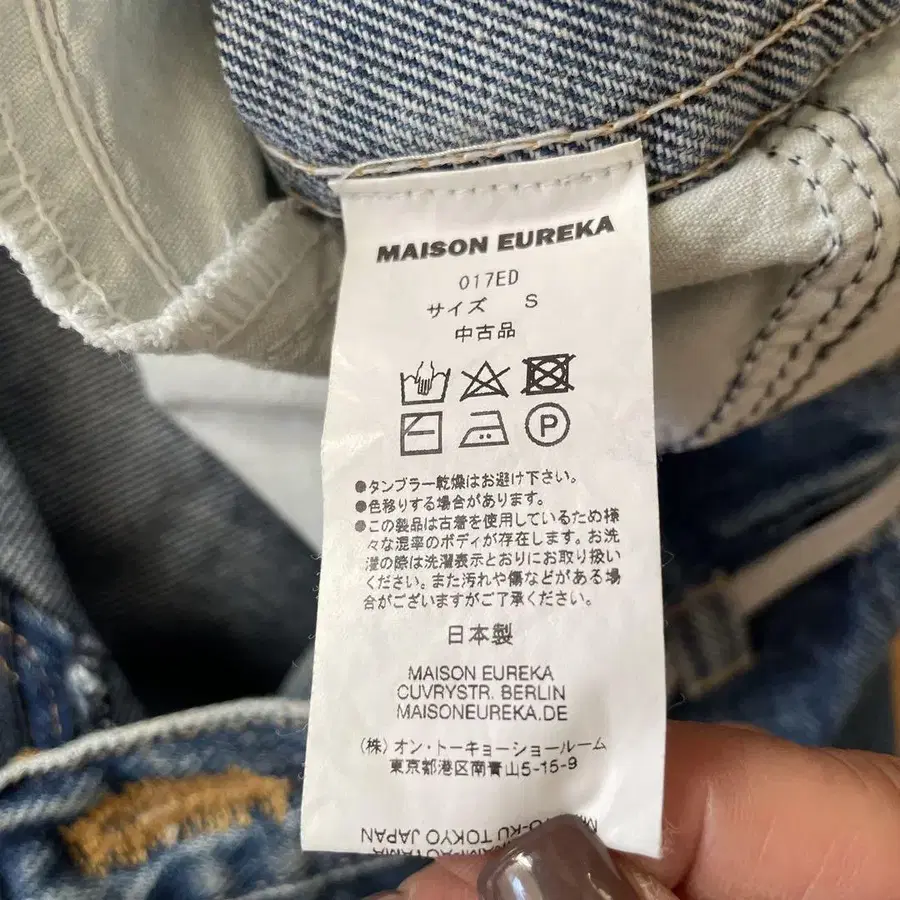 MAISON EUREKA
017ED
サイズ S
中古品
P
●タンブラー乾燥はお避け下さい。
●色移りする場合があります。
●この製品は古着を使用しているため様
々な混率のボディが存在します。お洗
濯の際は洗濯表示とおりにお取り扱い
ください。また汚れや傷などがある場
合がございますがご了承ください。
日本製
MAISON EUREKA
CUVRYSTR. BERLIN
MAISONEUREKA.DE
(株)オン・トーキョーショールーム
東京都港区南青山5-15-9
TOKYO JAPAN